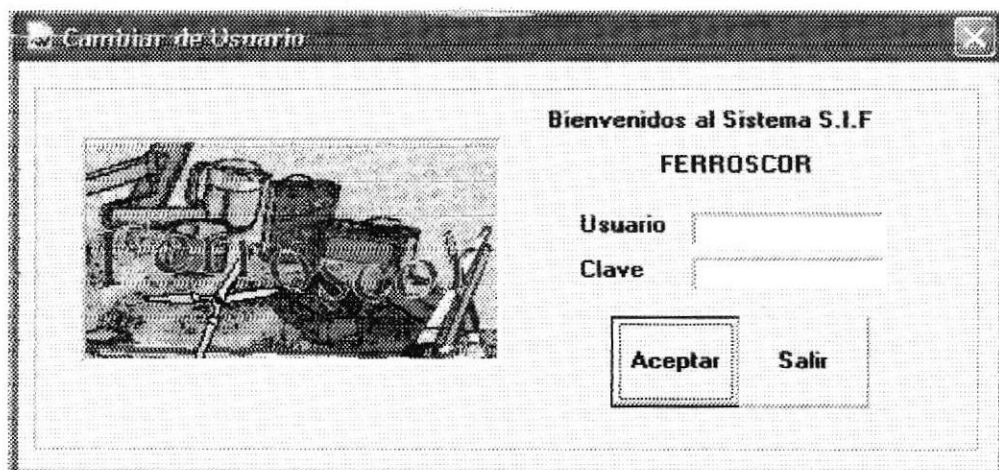 Cambiar de Usuario
Bienvenidos al Sistema S.I.F
FERROSCOR
Usuario
Clave
Aceptar
Salir